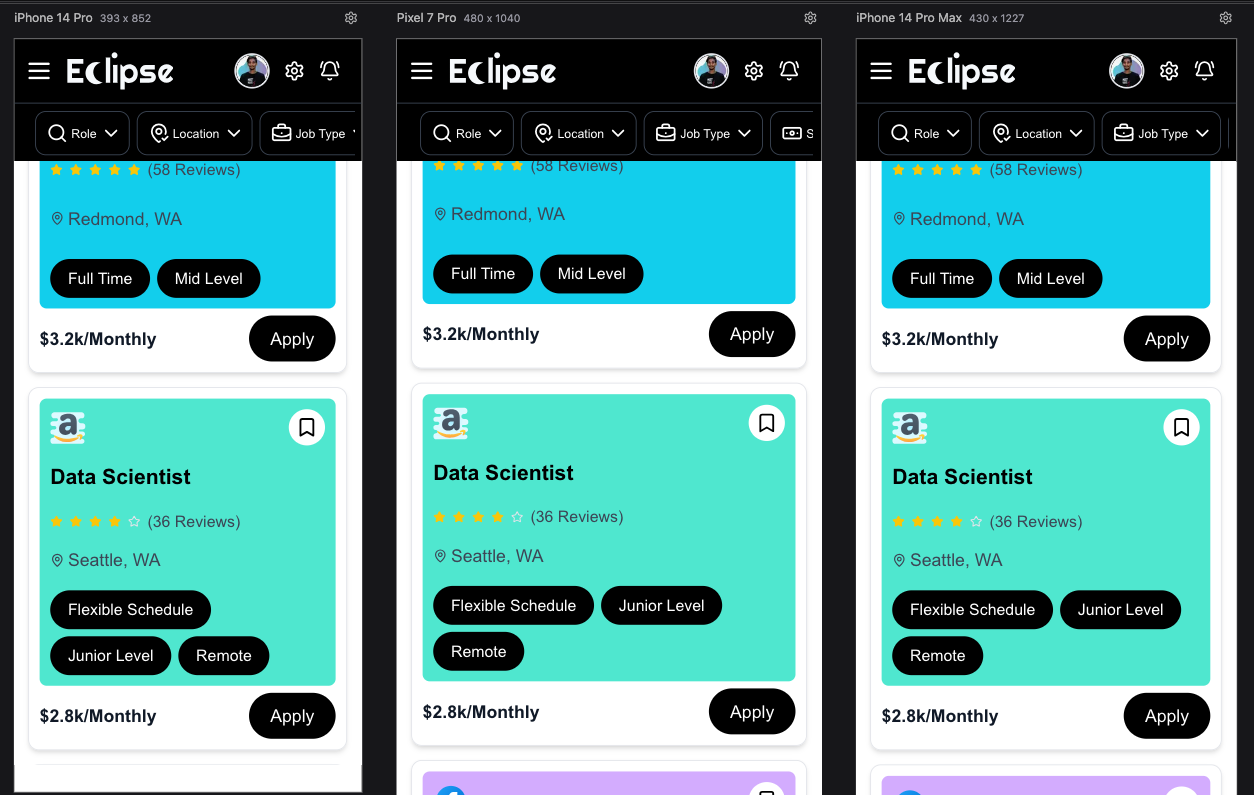 iPhone 14 Pro 393 x 852
Eclipse
Role Location Job Type
(58 Reviews)
Redmond, WA
Full Time Mid Level
$3.2k/Monthly Apply
a
Data Scientist
(36 Reviews)
Seattle, WA
Flexible Schedule
Junior Level Remote
$2.8k/Monthly Apply
Pixel 7 Pro 480 x 1040
Eclipse
Role Location Job Type S
(58 Reviews)
Redmond, WA
Full Time Mid Level
$3.2k/Monthly Apply
a
Data Scientist
(36 Reviews)
Seattle, WA
Flexible Schedule Junior Level
Remote
$2.8k/Monthly Apply
iPhone 14 Pro Max 430 x 1227
Eclipse
Role Location Job Type
(58 Reviews)
Redmond, WA
Full Time Mid Level
$3.2k/Monthly Apply
a
Data Scientist
(36 Reviews)
Seattle, WA
Flexible Schedule Junior Level
Remote
$2.8k/Monthly Apply